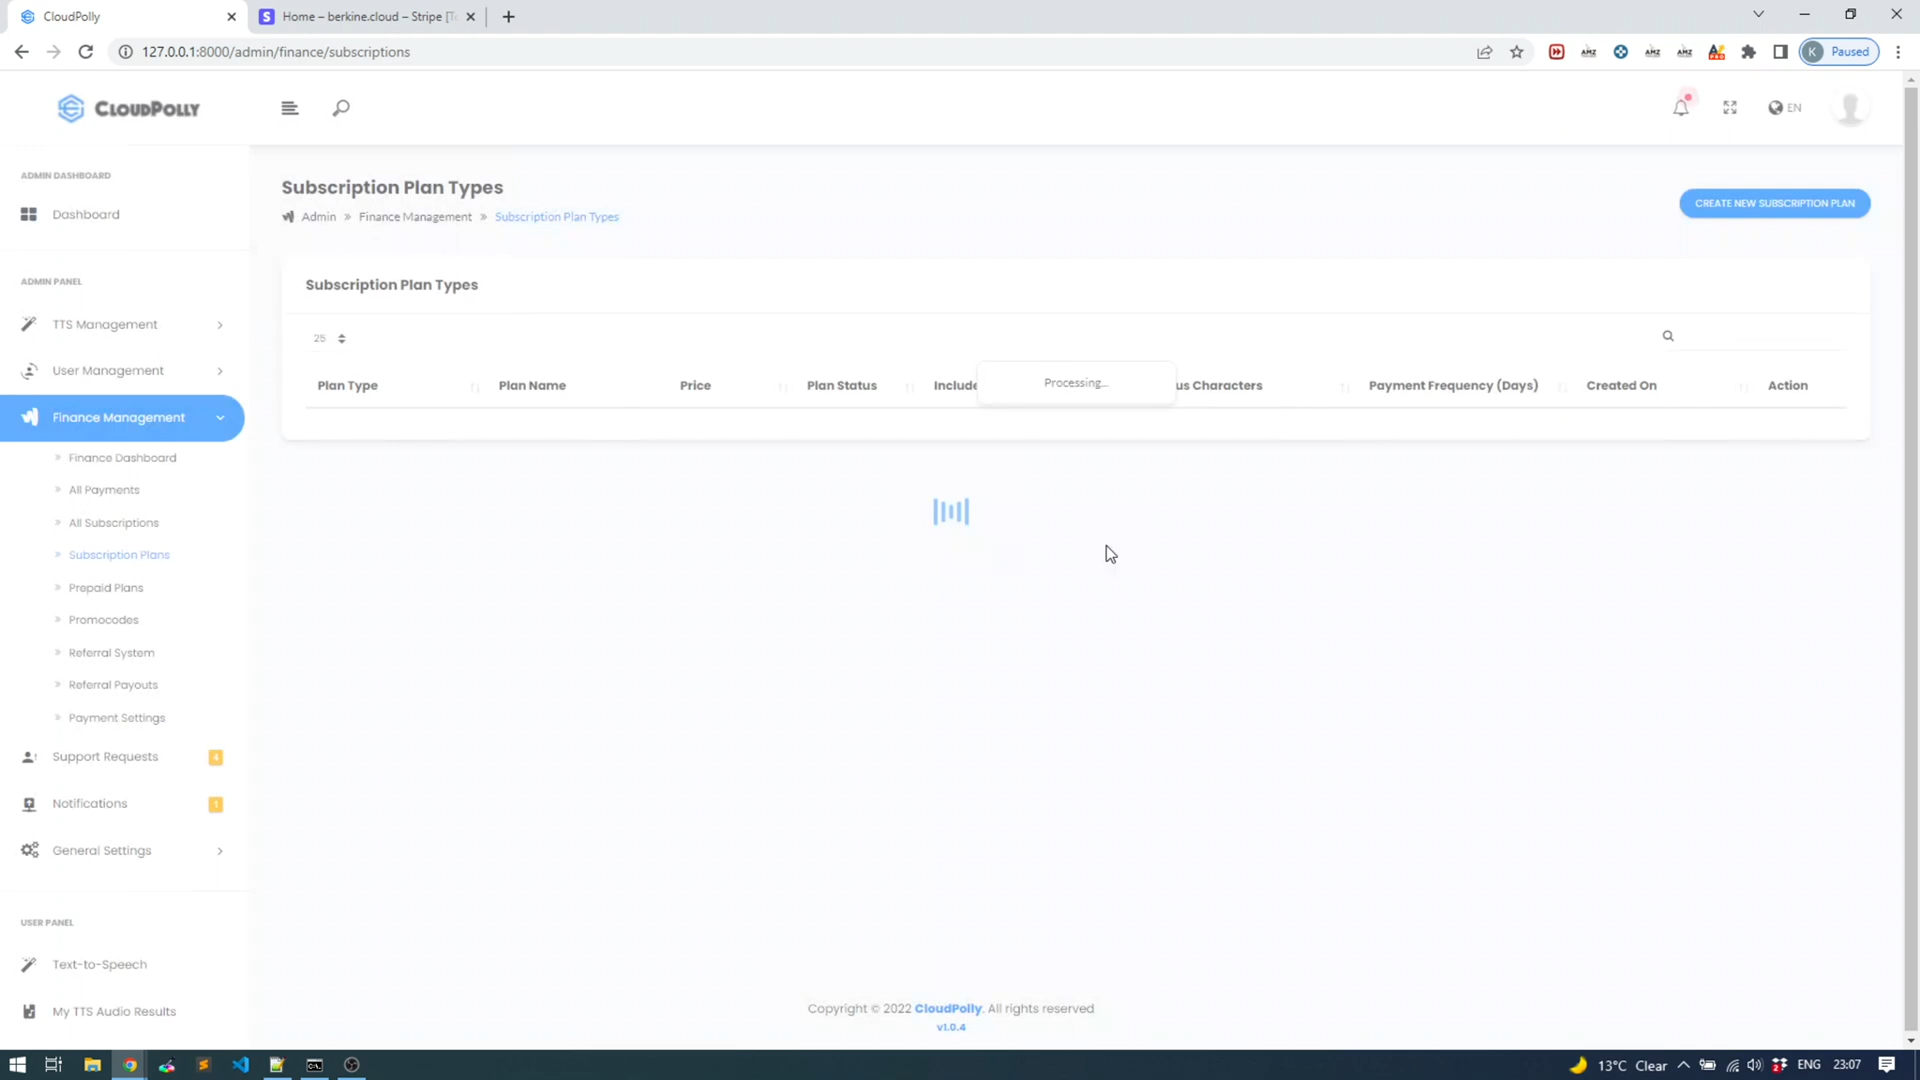 CloudPolly
Home – berkine.cloud – Stripe [T
127.0.0.1:8000/admin/finance/subscriptions
Paused
K
CLOUDPOLLY
EN
ADMIN DASHBOARD
Dashboard
ADMIN PANEL
TTS Management
User Management
Finance Management
Finance Dashboard
All Payments
All Subscriptions
Subscription Plans
Prepaid Plans
Promocodes
Referral System
Referral Payouts
Payment Settings
Support Requests 4
Notifications 1
General Settings
USER PANEL
Text-to-Speech
My TTS Audio Results
Subscription Plan Types
Admin » Finance Management » Subscription Plan Types
CREATE NEW SUBSCRIPTION PLAN
Subscription Plan Types
25
Plan Type Plan Name Price Plan Status Include us Characters Payment Frequency (Days) Created On Action
Processing...
Copyright © 2022 CloudPolly. All rights reserved
v1.0.4
13°C Clear ENG 23:07